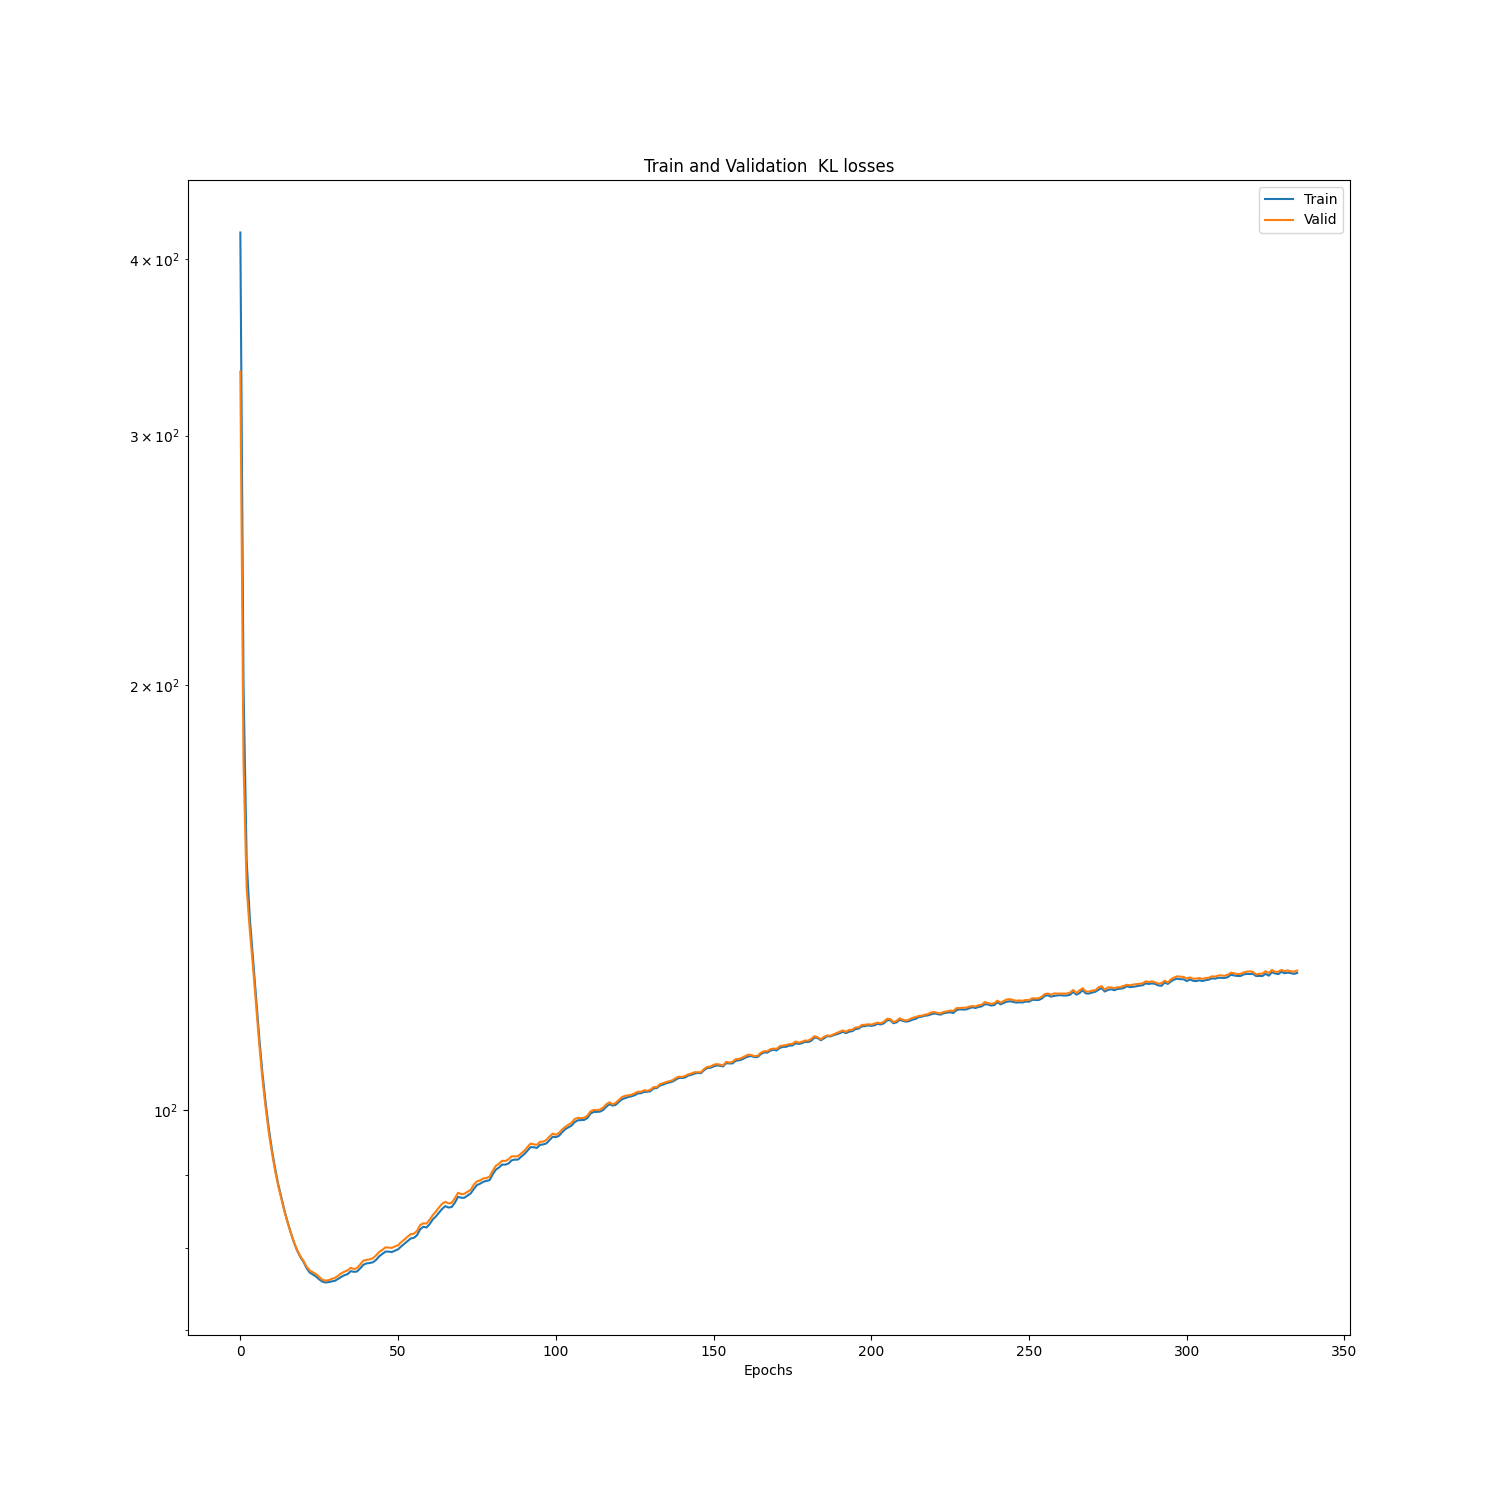 Train and Validation  KL losses
Train
Valid
4 × 10²
3 × 10²
2 × 10²
10²
0 50 100 150 200 250 300 350
Epochs